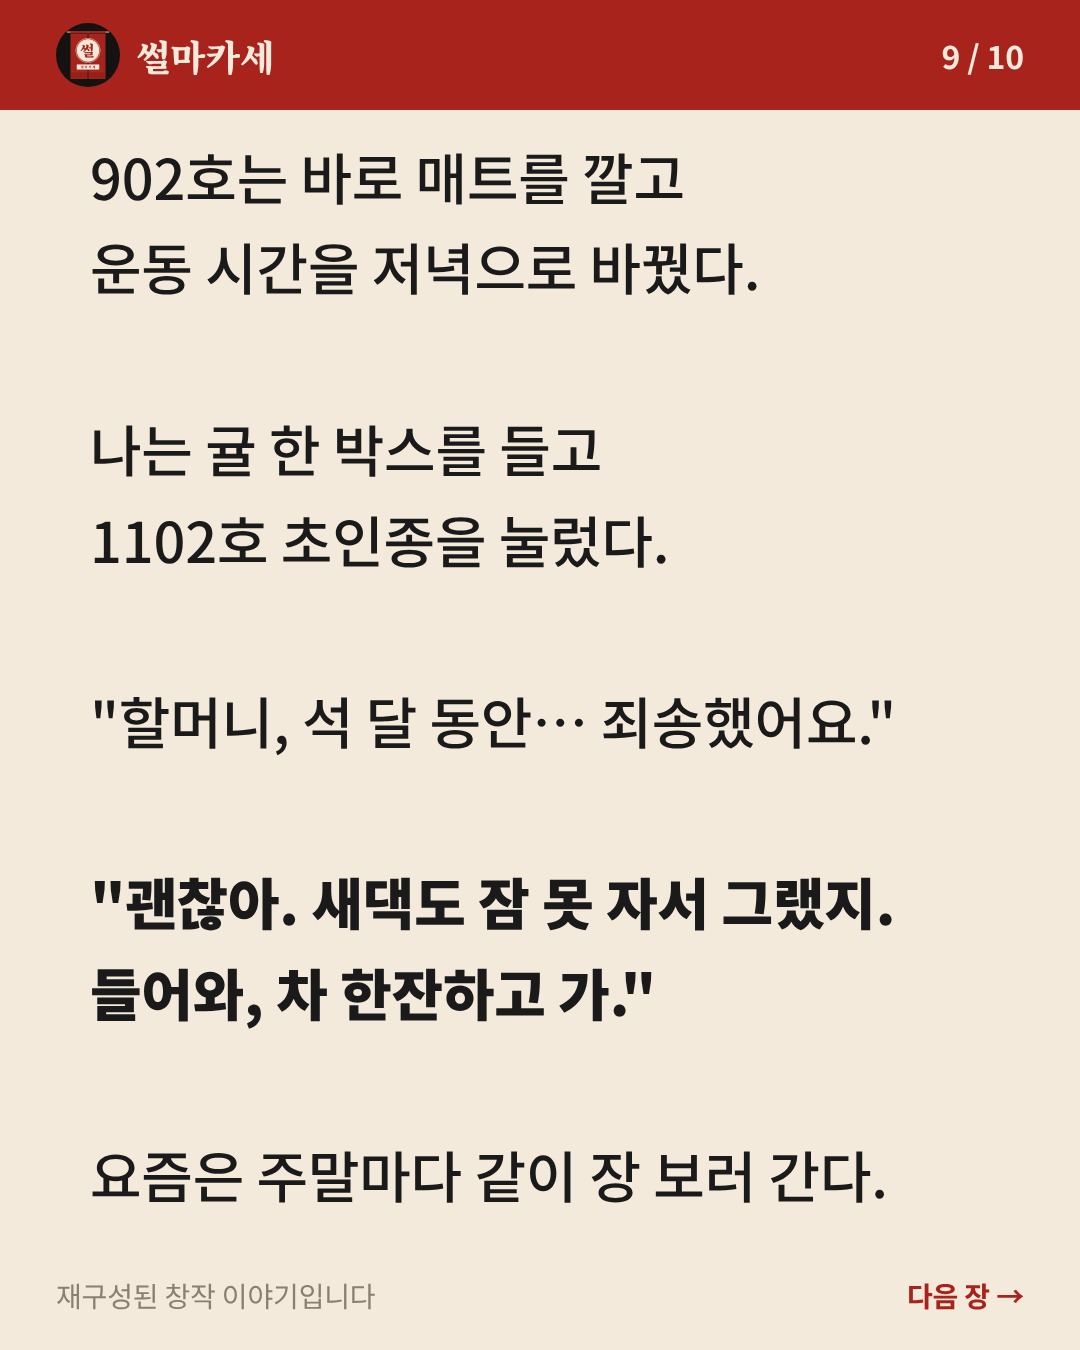 썰
썰마카세
9 / 10
902호는 바로 매트를 깔고
운동 시간을 저녁으로 바꿨다.
나는 귤 한 박스를 들고
1102호 초인종을 눌렀다.
"할머니, 석 달 동안… 죄송했어요."
"괜찮아. 새댁도 잠 못 자서 그랬지.
들어와, 차 한잔하고 가."
요즘은 주말마다 같이 장 보러 간다.
재구성된 창작 이야기입니다
다음 장 →